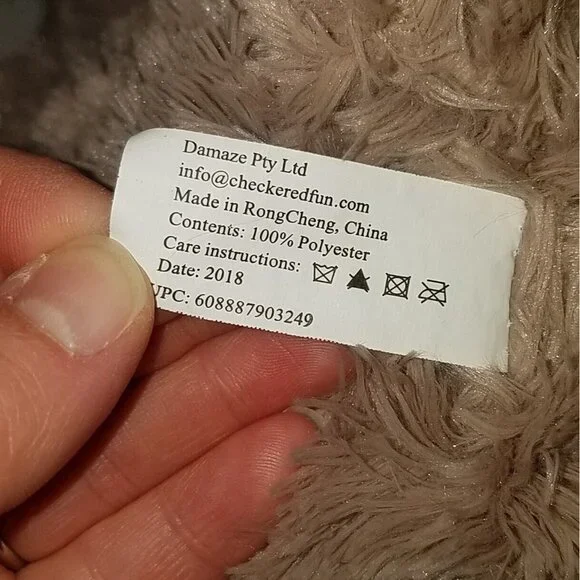 Damaze Pty Ltd
info@checkeredfun.com
Made in RongCheng, China
Contents: 100% Polyester
Care instructions:
Date: 2018
UPC: 608887903249